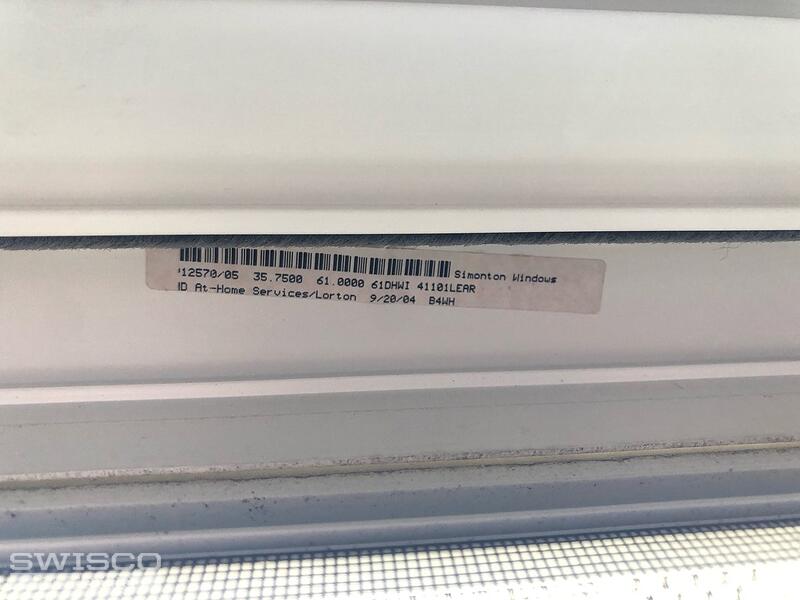 Simonton Windows
12570/05 35.7500 61.0000 61DHWI 41101LEAR
At-Home Services/Lorton 9/20/04 B4WH
SWISCO